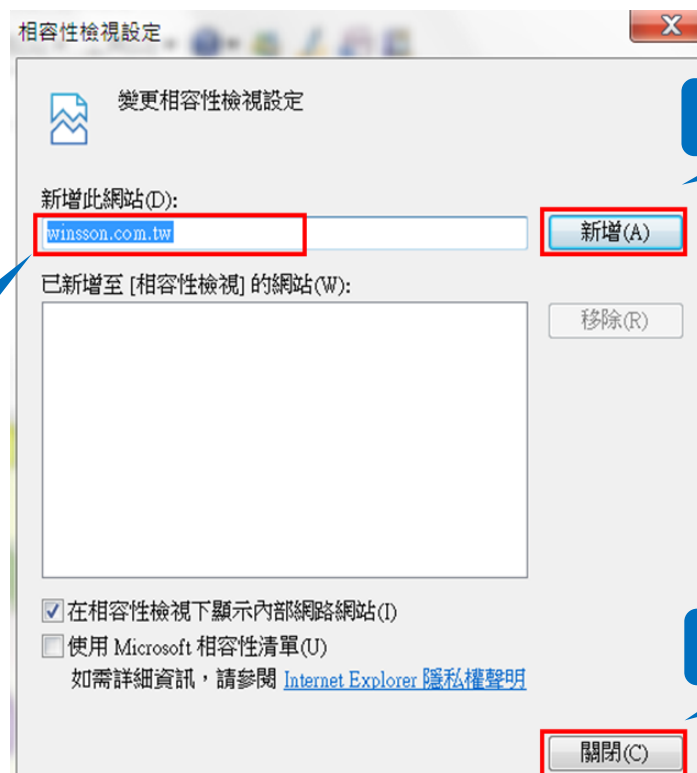 相容性檢視設定
變更相容性檢視設定
新增此網站(D):
winsson.com.tw
新增(A)
已新增至 [相容性檢視] 的網站(W):
移除(R)
在相容性檢視下顯示內部網路網站(I)
使用 Microsoft 相容性清單(U)
如需詳細資訊，請參閱 Internet Explorer 隱私權聲明
關閉(C)